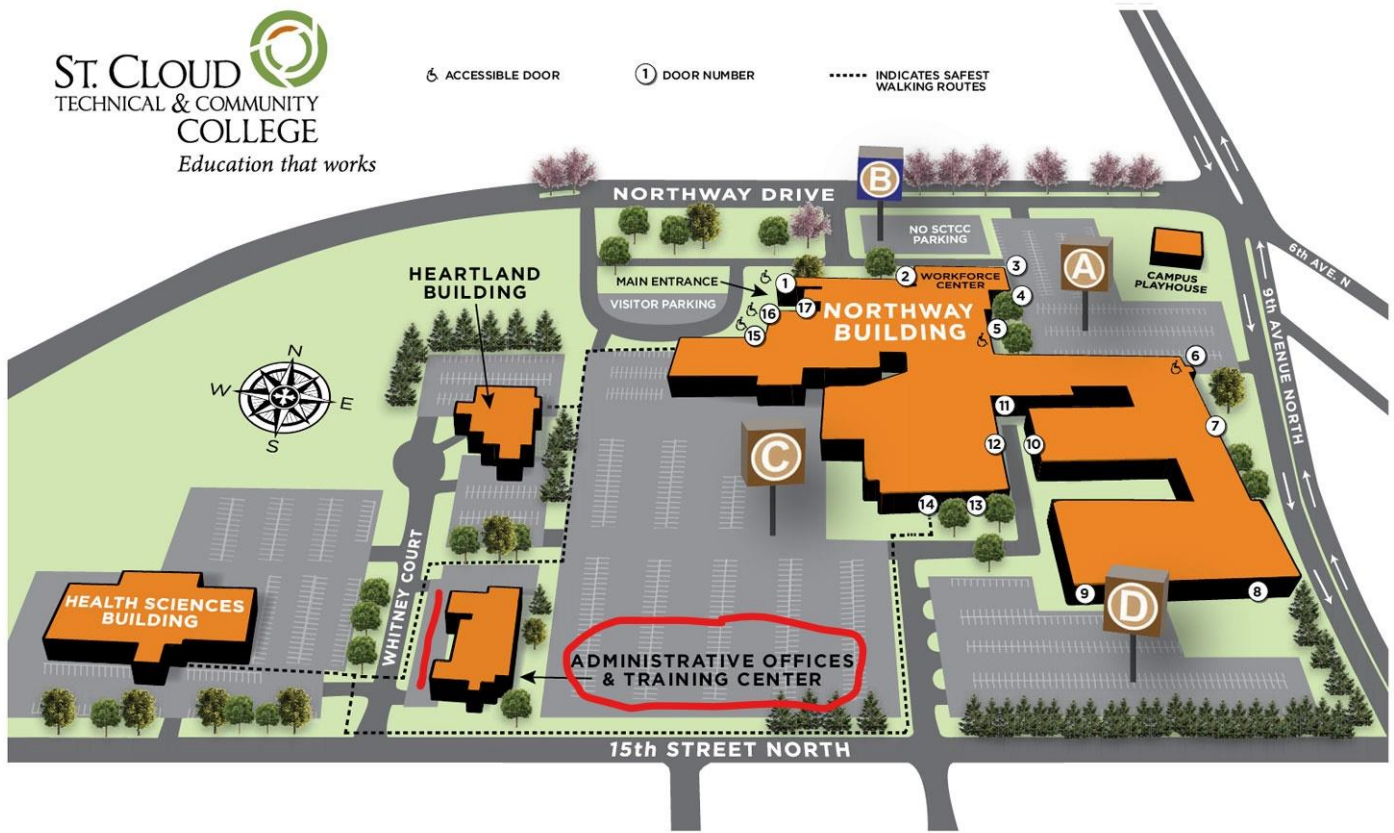 ST. CLOUD
TECHNICAL & COMMUNITY
COLLEGE
Education that works
ACCESSIBLE DOOR
1 DOOR NUMBER
INDICATES SAFEST
WALKING ROUTES
NORTHWAY DRIVE
B
NO SCTCC
PARKING
A
CAMPUS
PLAYHOUSE
6th AVE. N
9th AVENUE NORTH
HEARTLAND
BUILDING
MAIN ENTRANCE
VISITOR PARKING
WORKFORCE
CENTER
NORTHWAY
BUILDING
1
2
3
4
5
6
7
8
9
10
11
12
13
14
15
16
17
N
W
E
S
C
D
WHITNEY COURT
HEALTH SCIENCES
BUILDING
ADMINISTRATIVE OFFICES
& TRAINING CENTER
15th STREET NORTH